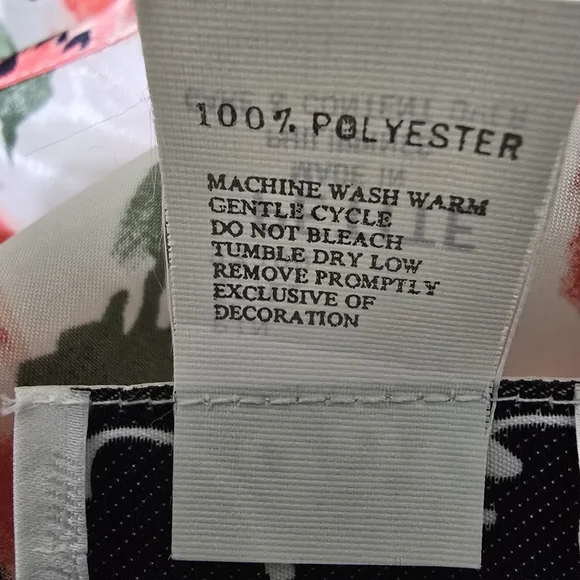 100% POLYESTER
MACHINE WASH WARM
GENTLE CYCLE
DO NOT BLEACH
TUMBLE DRY LOW
REMOVE PROMPTLY
EXCLUSIVE OF
DECORATION